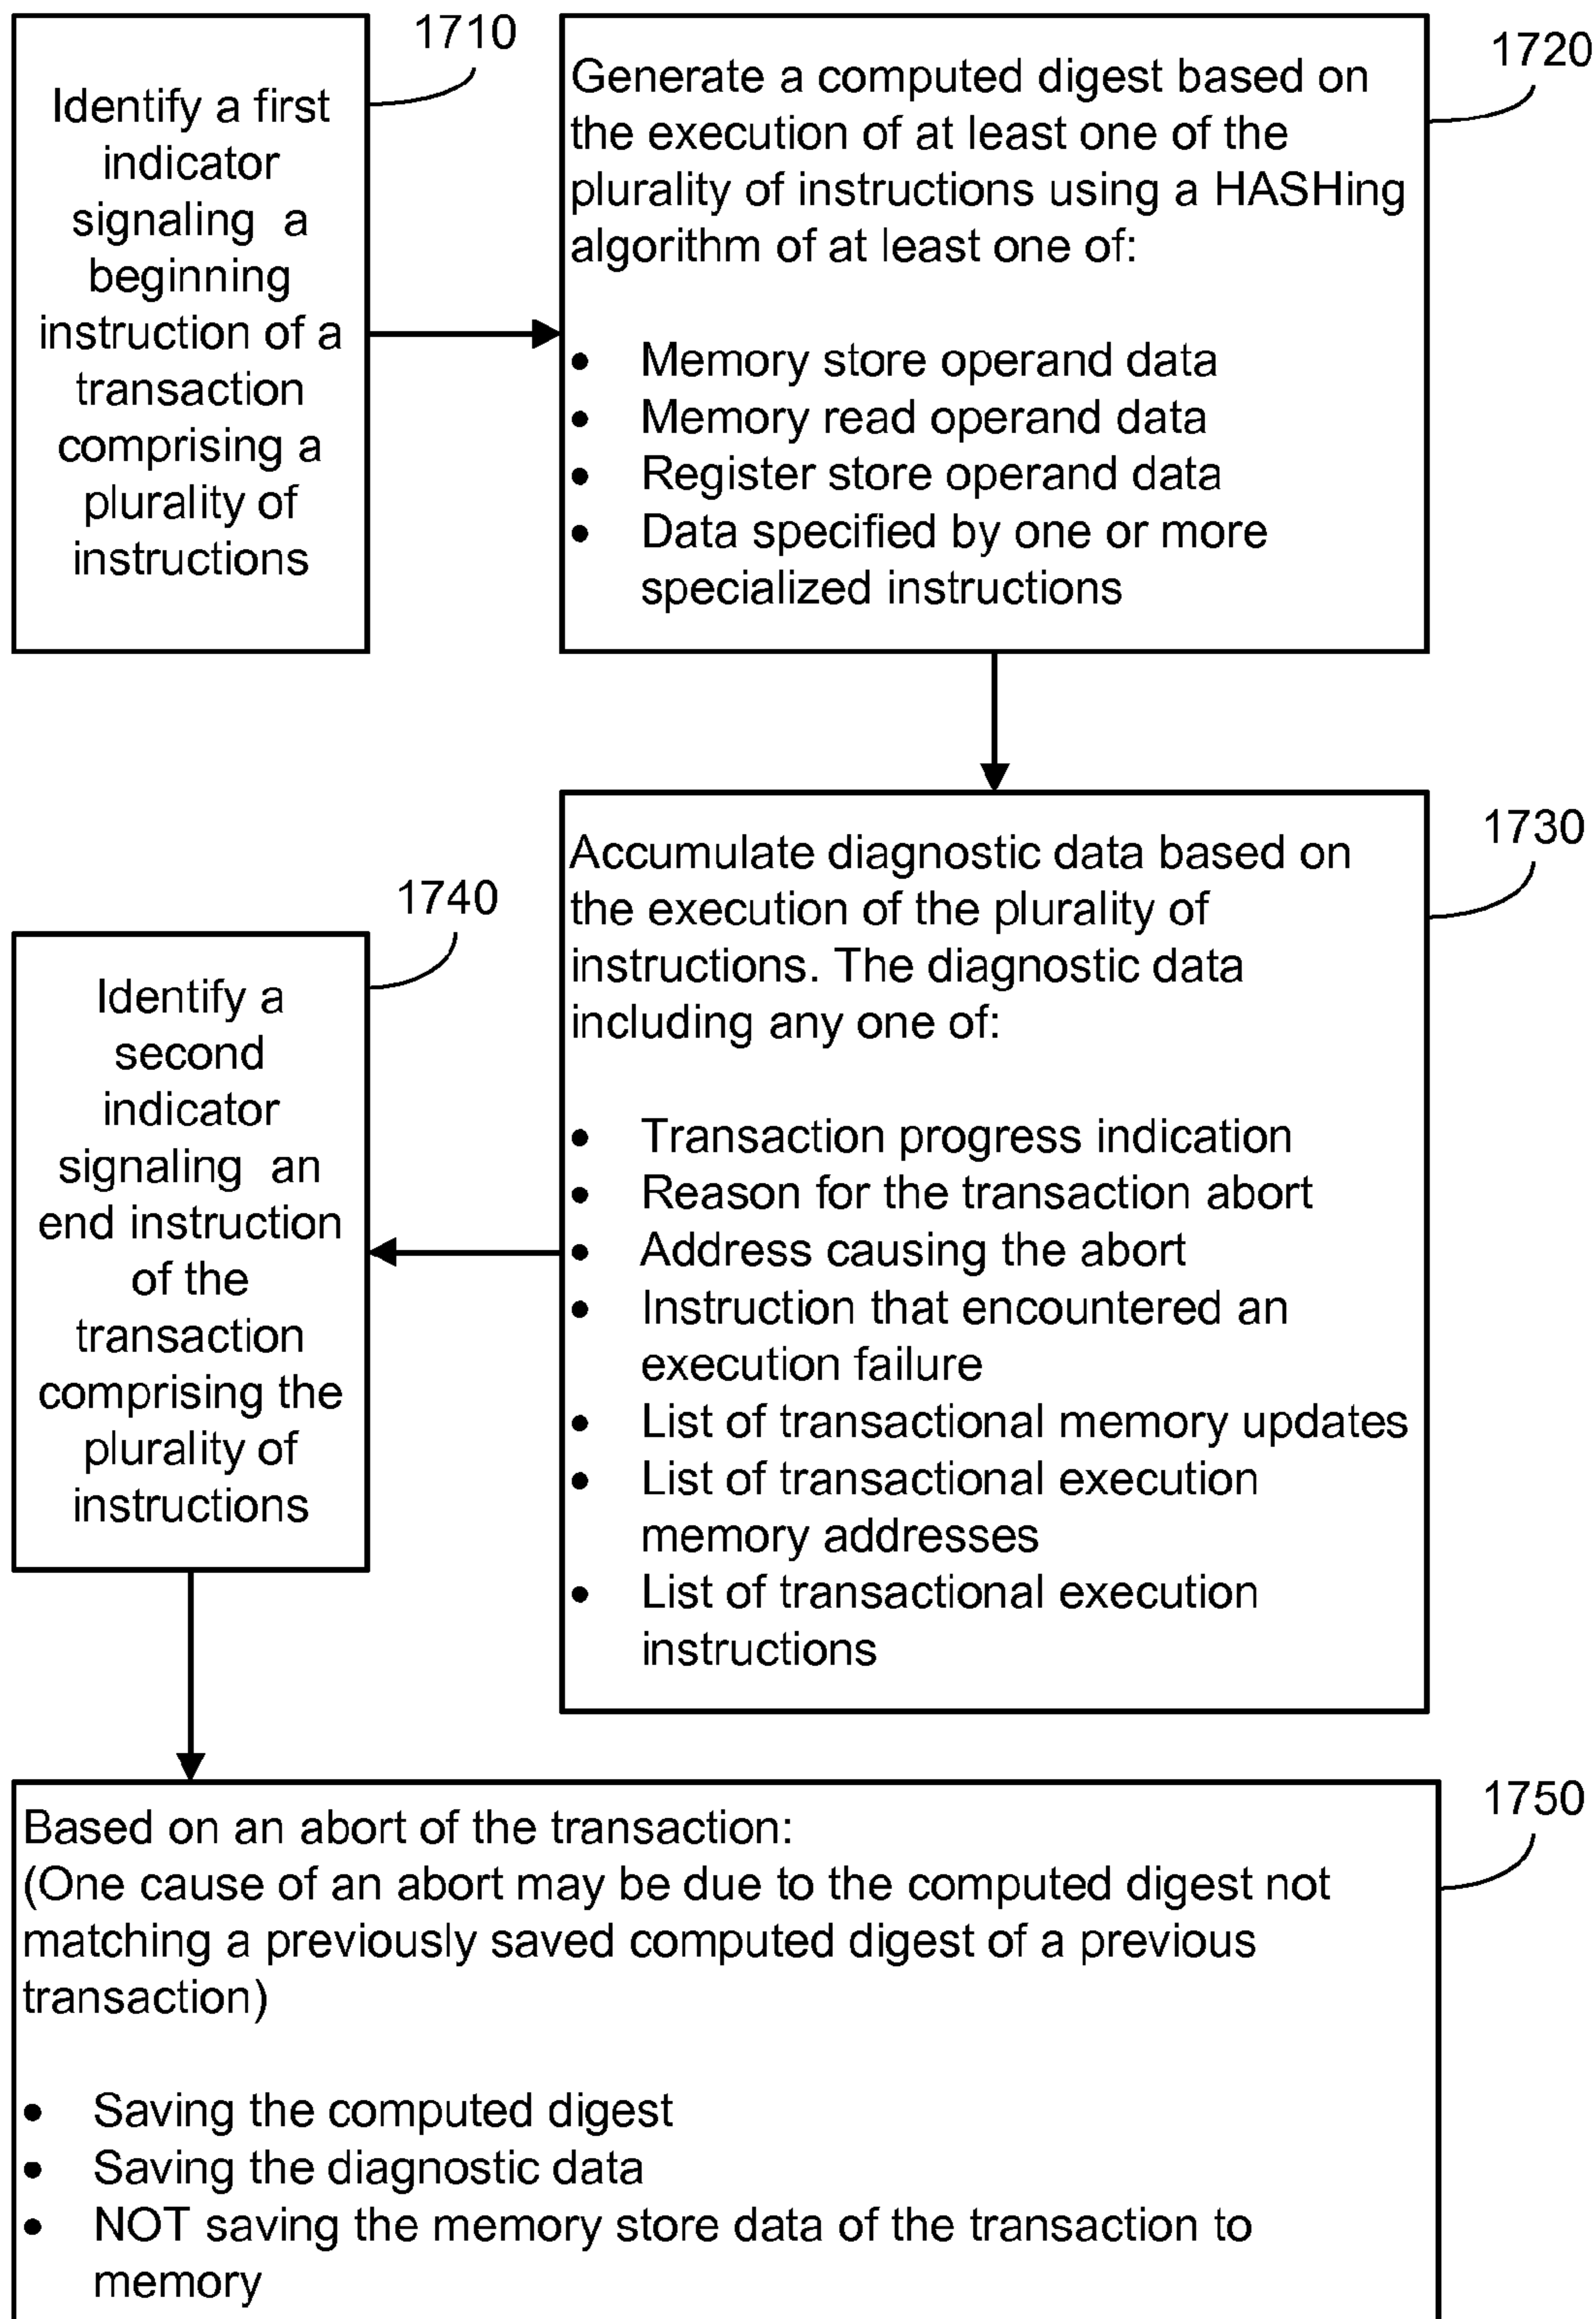 1710
Identify a first
indicator
signaling a
beginning
instruction of a
transaction
comprising a
plurality of
instructions
1720
Generate a computed digest based on
the execution of at least one of the
plurality of instructions using a HASHing
algorithm of at least one of:
• Memory store operand data
• Memory read operand data
• Register store operand data
• Data specified by one or more
specialized instructions
1730
Accumulate diagnostic data based on
the execution of the plurality of
instructions. The diagnostic data
including any one of:
• Transaction progress indication
• Reason for the transaction abort
• Address causing the abort
• Instruction that encountered an
execution failure
• List of transactional memory updates
• List of transactional execution
memory addresses
• List of transactional execution
instructions
1740
Identify a
second
indicator
signaling an
end instruction
of the
transaction
comprising the
plurality of
instructions
1750
Based on an abort of the transaction:
(One cause of an abort may be due to the computed digest not
matching a previously saved computed digest of a previous
transaction)
• Saving the computed digest
• Saving the diagnostic data
• NOT saving the memory store data of the transaction to
memory